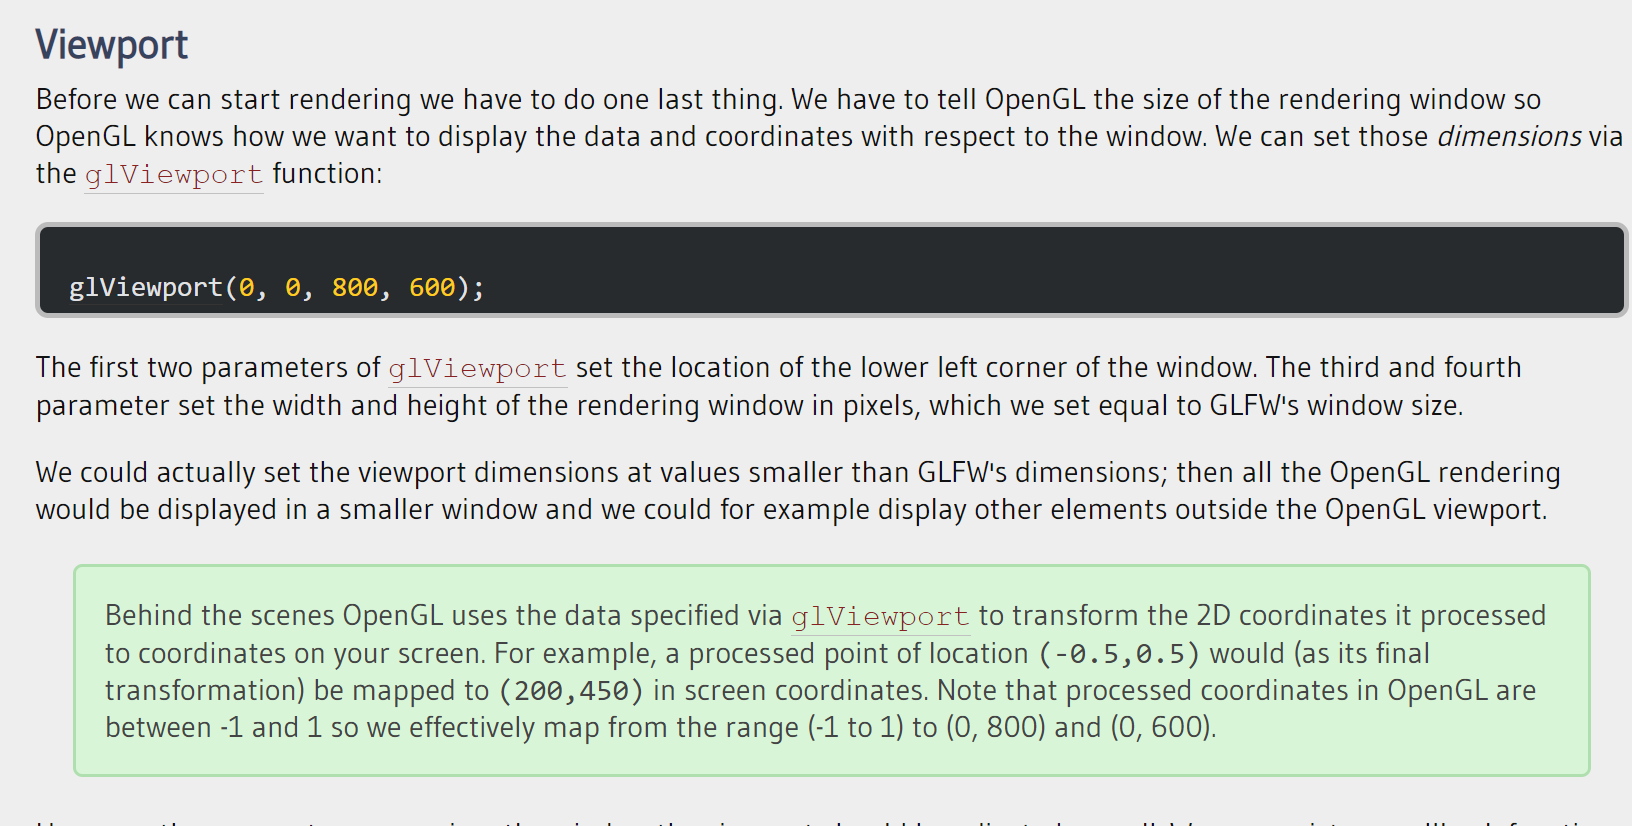 Viewport
Before we can start rendering we have to do one last thing. We have to tell OpenGL the size of the rendering window so
OpenGL knows how we want to display the data and coordinates with respect to the window. We can set those dimensions via
the glViewport function:
glViewport(0, 0, 800, 600);
The first two parameters of glViewport set the location of the lower left corner of the window. The third and fourth
parameter set the width and height of the rendering window in pixels, which we set equal to GLFW's window size.
We could actually set the viewport dimensions at values smaller than GLFW's dimensions; then all the OpenGL rendering
would be displayed in a smaller window and we could for example display other elements outside the OpenGL viewport.
Behind the scenes OpenGL uses the data specified via glViewport to transform the 2D coordinates it processed
to coordinates on your screen. For example, a processed point of location (-0.5,0.5) would (as its final
transformation) be mapped to (200,450) in screen coordinates. Note that processed coordinates in OpenGL are
between -1 and 1 so we effectively map from the range (-1 to 1) to (0, 800) and (0, 600).